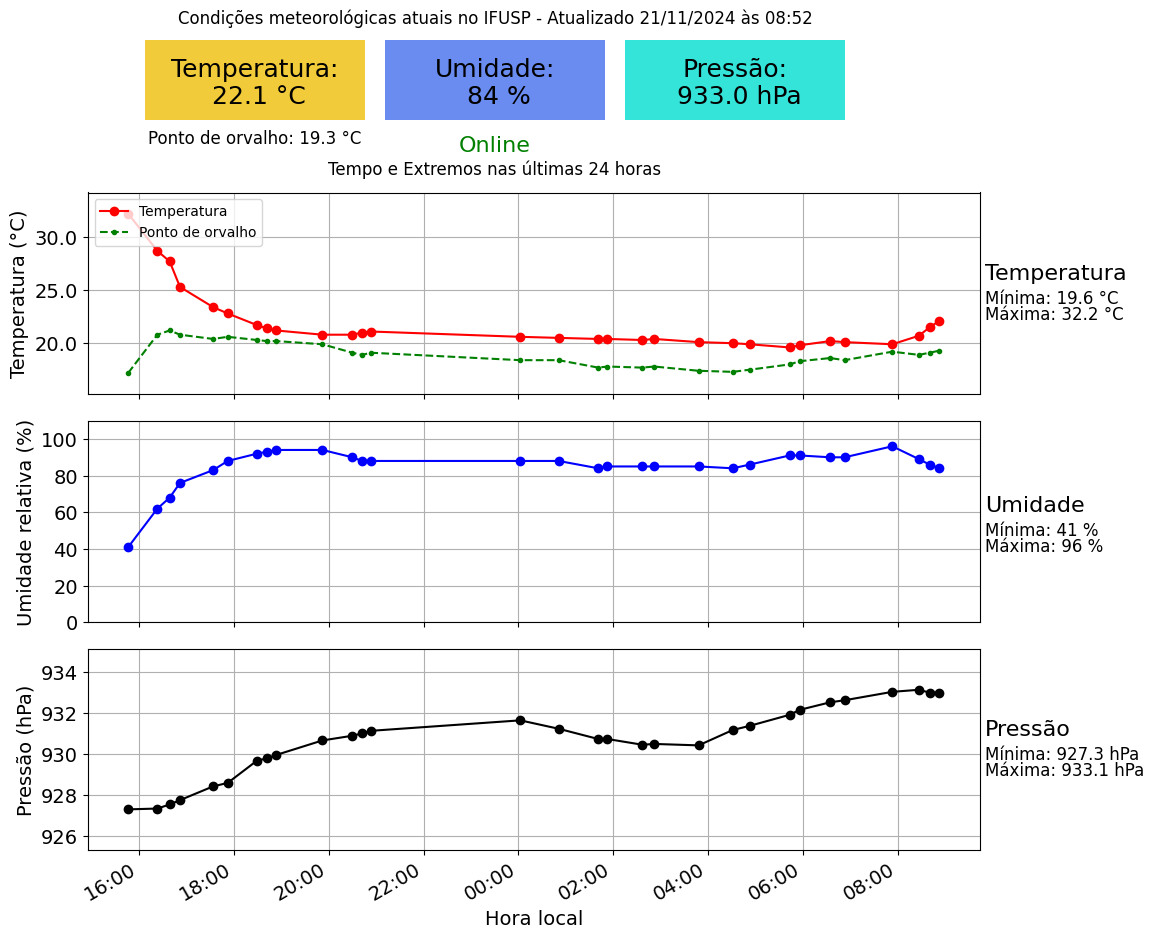 Condições meteorológicas atuais no IFUSP - Atualizado 21/11/2024 às 08:52
Temperatura:
22.1 °C
Umidade:
84 %
Pressão:
933.0 hPa
Ponto de orvalho: 19.3 °C
Online
Tempo e Extremos nas últimas 24 horas
Temperatura (°C)
30.0
25.0
20.0
Temperatura
Ponto de orvalho
Temperatura
Mínima: 19.6 °C
Máxima: 32.2 °C
Umidade relativa (%)
100
80
60
40
20
0
Umidade
Mínima: 41 %
Máxima: 96 %
Pressão (hPa)
934
932
930
928
926
Pressão
Mínima: 927.3 hPa
Máxima: 933.1 hPa
16:00
18:00
20:00
22:00
00:00
02:00
04:00
06:00
08:00
Hora local